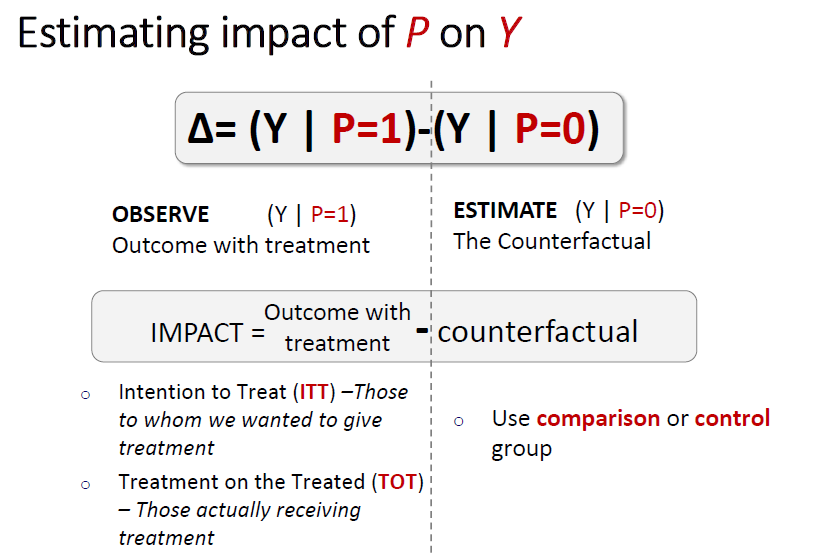 Estimating impact of P on Y
Δ= (Y | P=1)-(Y | P=0)
OBSERVE (Y | P=1)
Outcome with treatment
ESTIMATE (Y | P=0)
The Counterfactual
IMPACT = Outcome with
treatment
- counterfactual
○ Intention to Treat (ITT) –Those
to whom we wanted to give
treatment
○ Treatment on the Treated (TOT)
– Those actually receiving
treatment
○ Use comparison or control
group